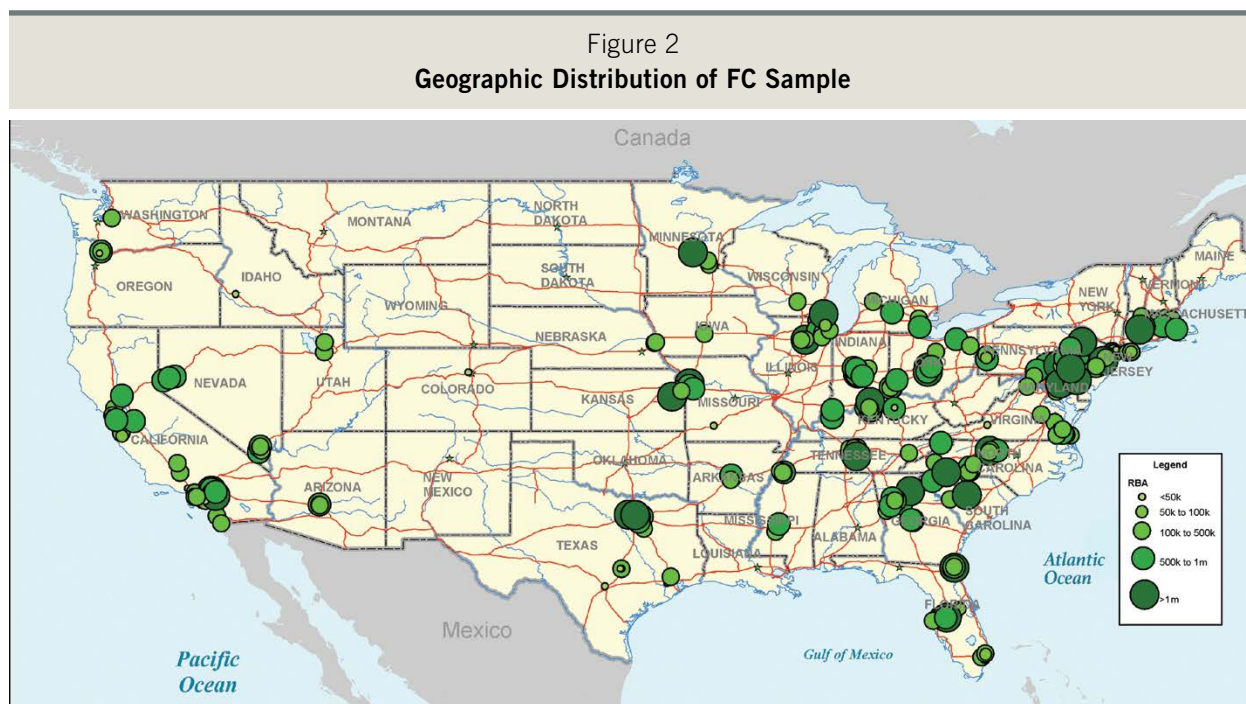 Figure 2
Geographic Distribution of FC Sample
Canada
WASHINGTON
MONTANA
NORTH
DAKOTA
MINNESOTA
MAINE
OREGON
IDAHO
SOUTH
DAKOTA
WISCONSIN
MICHIGAN
NEW
YORK
VERMONT
MASSACHUSETT
WYOMING
NEBRASKA
IOWA
NEVADA
UTAH
COLORADO
KANSAS
MISSOURI
ILLINOIS
INDIANA
OHIO
MARYLAND
JERSEY
CALIFORNIA
KENTUCKY
VIRGINIA
ARIZONA
NEW
MEXICO
OKLAHOMA
ARKANSAS
TENNESSEE
NORTH
CAROLINA
TEXAS
LOUISIANA
MISSISSIPPI
ALABAMA
GEORGIA
SOUTH
CAROLINA
FLORIDA
Mexico
Pacific
Ocean
Gulf of Mexico
Atlantic
Ocean
Legend
RBA
<50k
50k to 100k
100k to 500k
500k to 1m
>1m